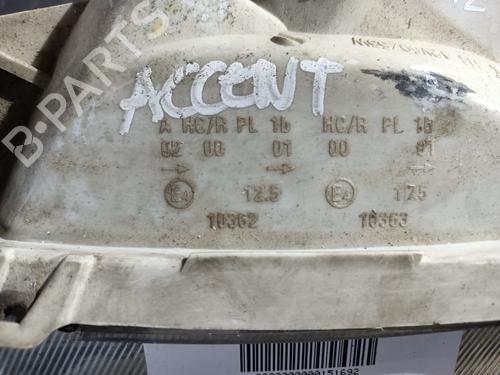 B-PARTS
ACCENT
A HC/R PL 1b HC/R PL 1b
02 00 01 00 01
E4 12.5 E4 17.5
10362 10363